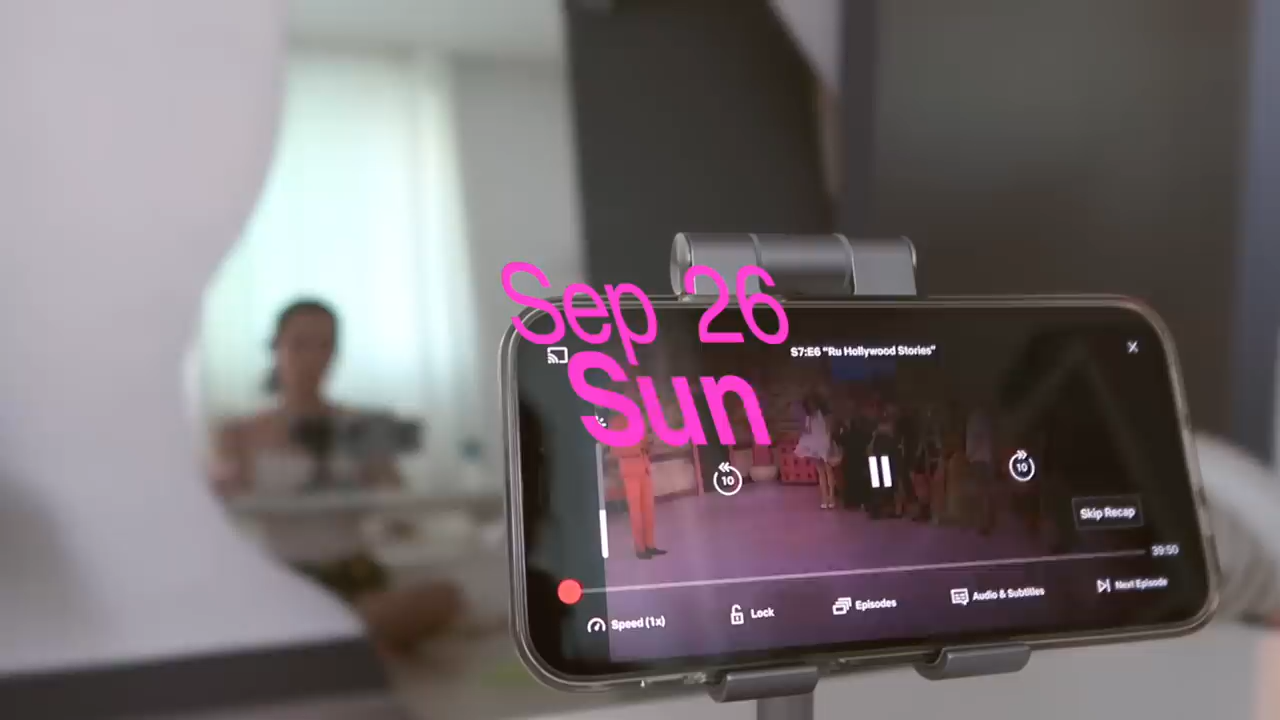 Sep 26
Sun
S7:E6 "Ru Hollywood Stories"
10
10
Skip Recap
39:50
Speed (1x)
Lock
Episodes
Audio & Subtitles
Next Episode